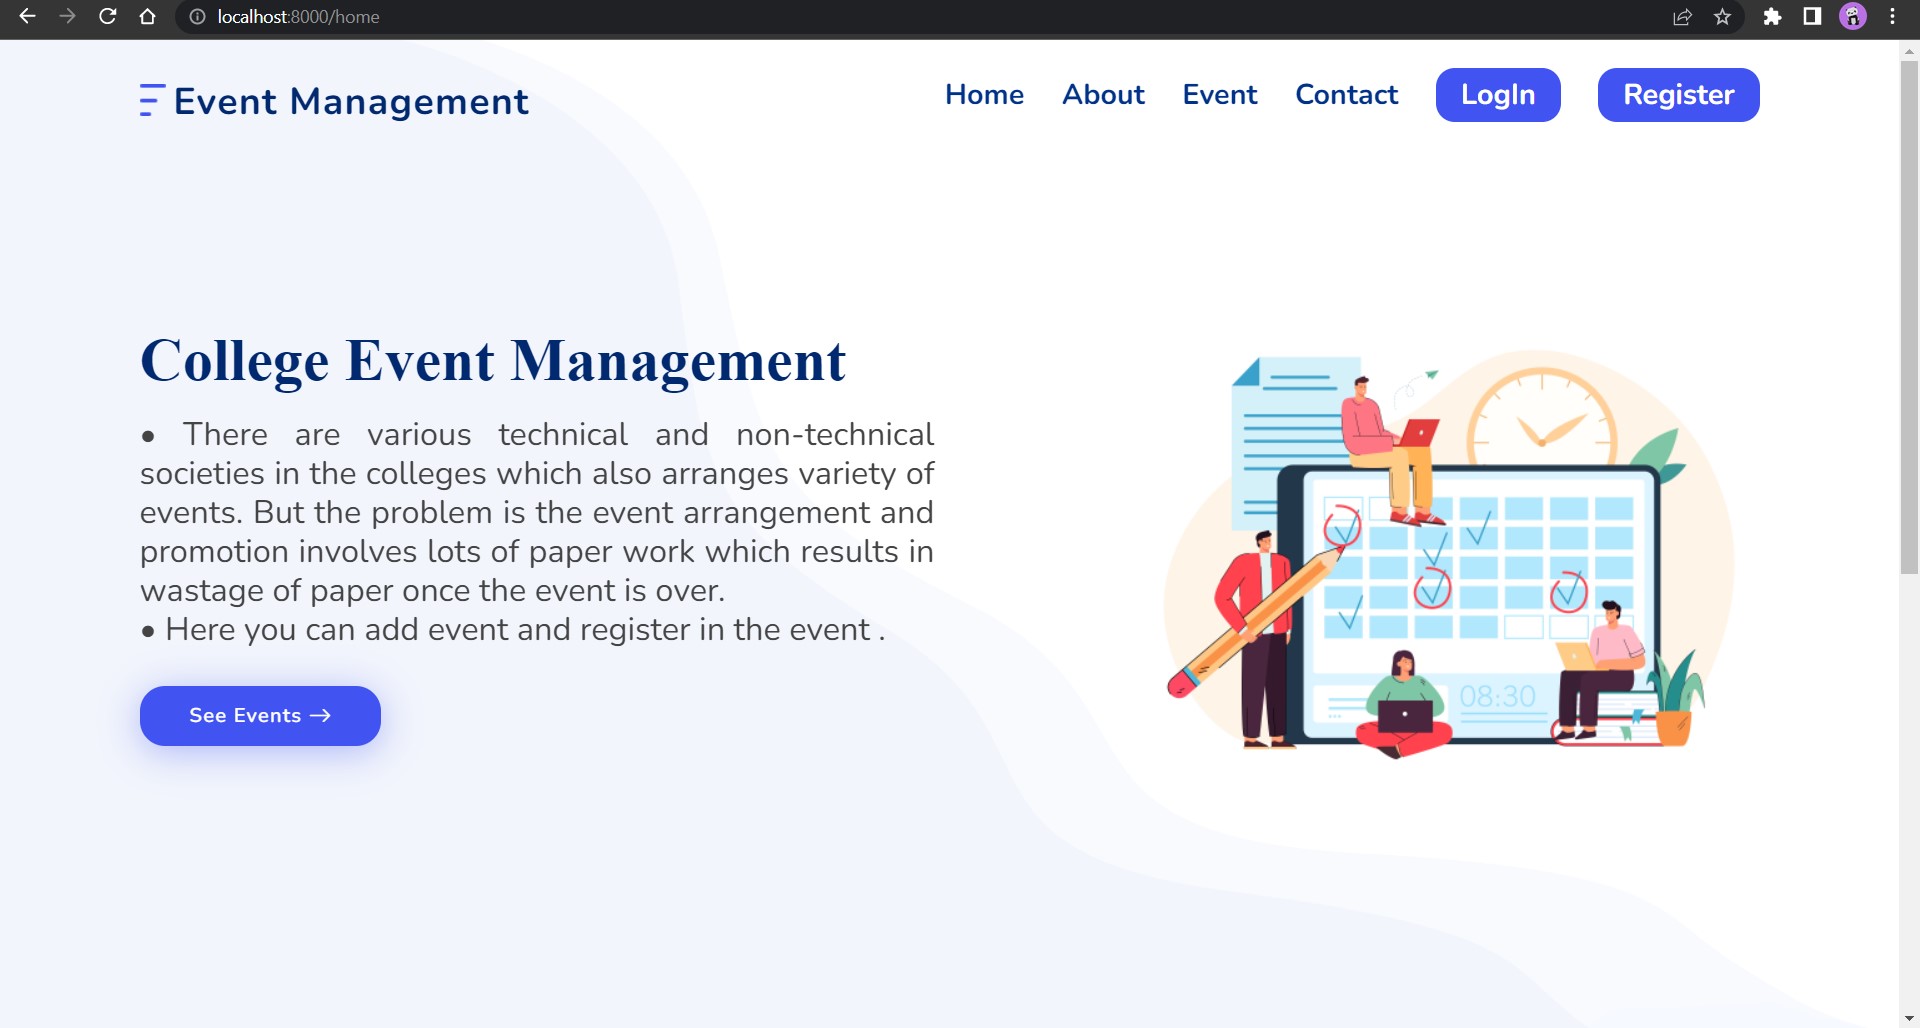 localhost:8000/home
Event Management
Home About Event Contact LogIn Register
College Event Management
• There are various technical and non-technical
societies in the colleges which also arranges variety of
events. But the problem is the event arrangement and
promotion involves lots of paper work which results in
wastage of paper once the event is over.
• Here you can add event and register in the event .
See Events →
08:30